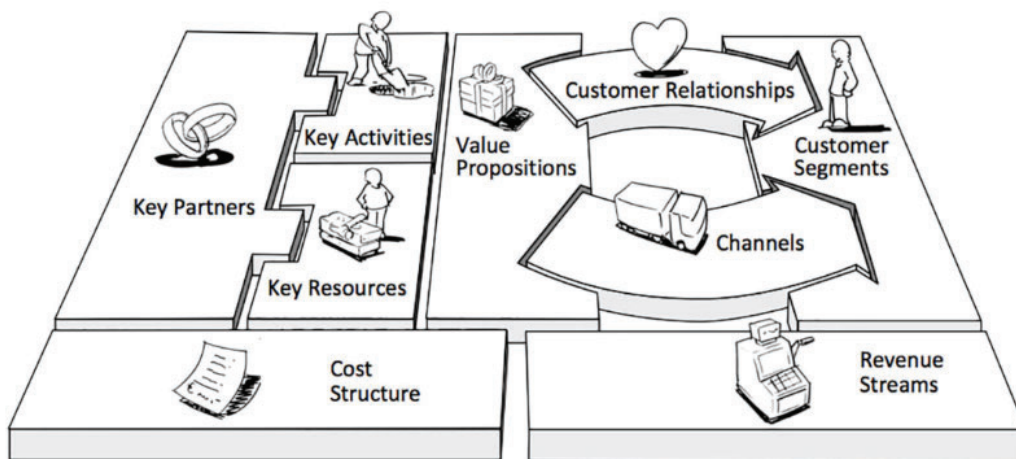 Key Partners
Key Activities
Key Resources
Value
Propositions
Customer Relationships
Channels
Customer
Segments
Cost
Structure
Revenue
Streams